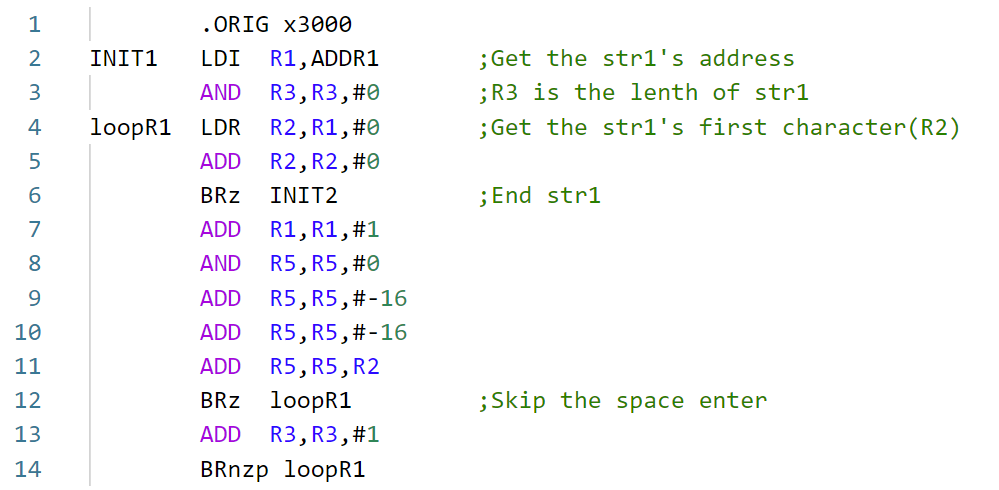 1 .ORIG x3000
2 INIT1 LDI R1,ADDR1 ;Get the str1's address
3 AND R3,R3,#0 ;R3 is the lenth of str1
4 loopR1 LDR R2,R1,#0 ;Get the str1's first character(R2)
5 ADD R2,R2,#0
6 BRz INIT2 ;End str1
7 ADD R1,R1,#1
8 AND R5,R5,#0
9 ADD R5,R5,#-16
10 ADD R5,R5,#-16
11 ADD R5,R5,R2
12 BRz loopR1 ;Skip the space enter
13 ADD R3,R3,#1
14 BRnzp loopR1